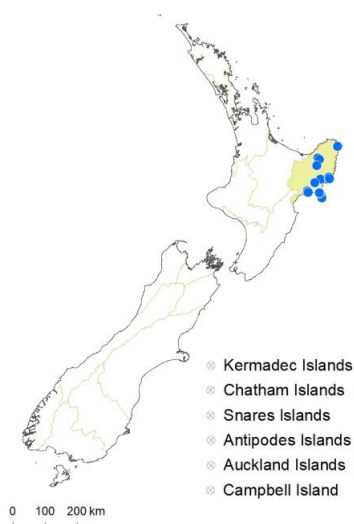 Kermadec Islands
Chatham Islands
Snares Islands
Antipodes Islands
Auckland Islands
Campbell Island
0 100 200 km